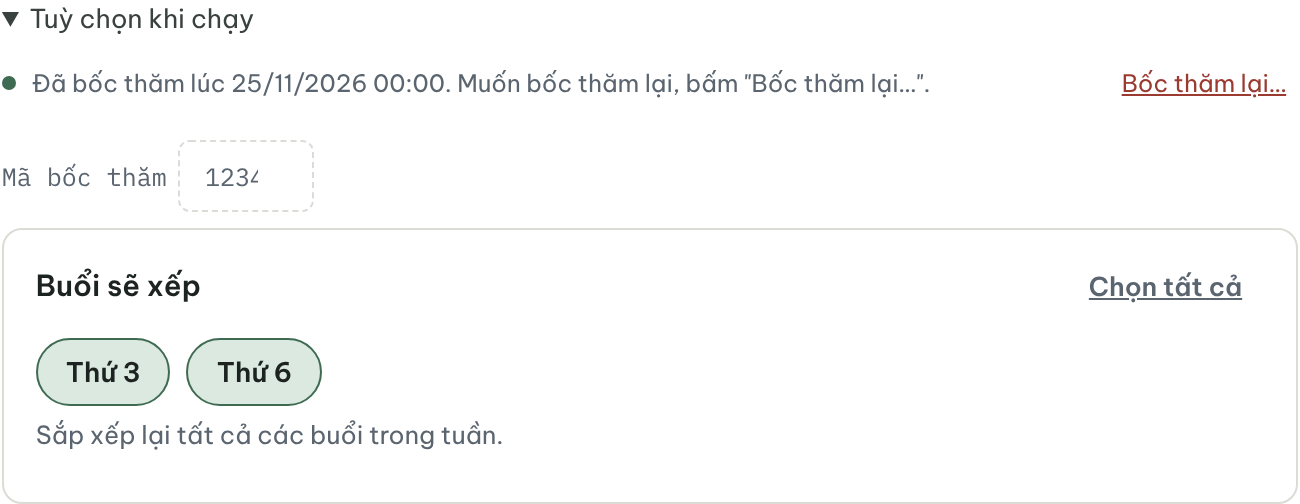 Tuỳ chọn khi chạy
Đã bốc thăm lúc 25/11/2026 00:00. Muốn bốc thăm lại, bấm "Bốc thăm lại...". Bốc thăm lại...
Mã bốc thăm 1234
Buổi sẽ xếp Chọn tất cả
Thứ 3 Thứ 6
Sắp xếp lại tất cả các buổi trong tuần.